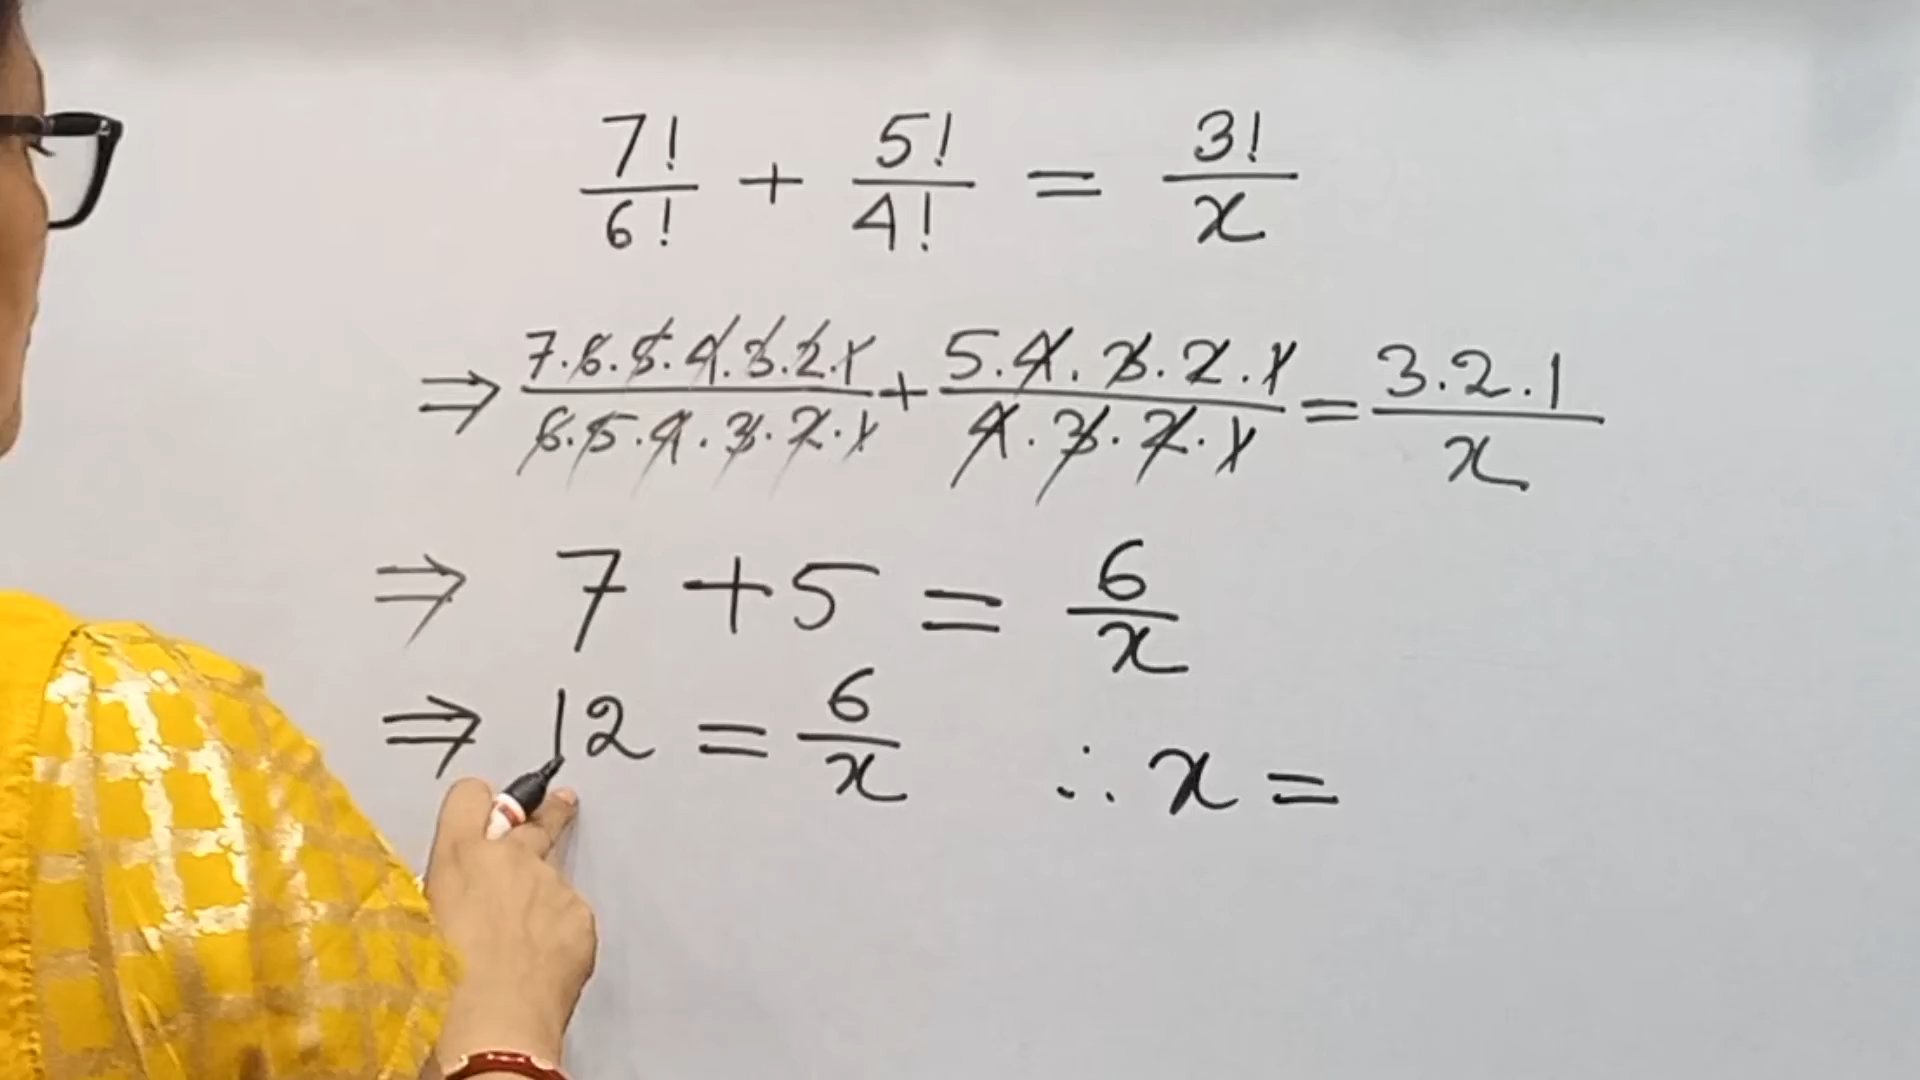 7!/6! + 5!/4! = 3!/x
⇒ 7.6.5.4.3.2.1/6.5.4.3.2.1 + 5.4.3.2.1/4.3.2.1 = 3.2.1/x
⇒ 7 + 5 = 6/x
⇒ 12 = 6/x ∴ x =